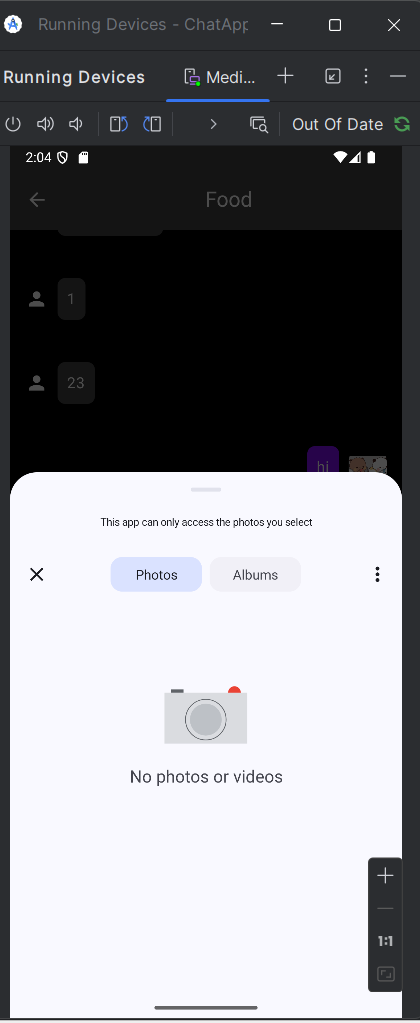 Running Devices - ChatApp
Running Devices
Medi...
Out Of Date
2:04
Food
1
23
hi
This app can only access the photos you select
Photos
Albums
No photos or videos
1:1